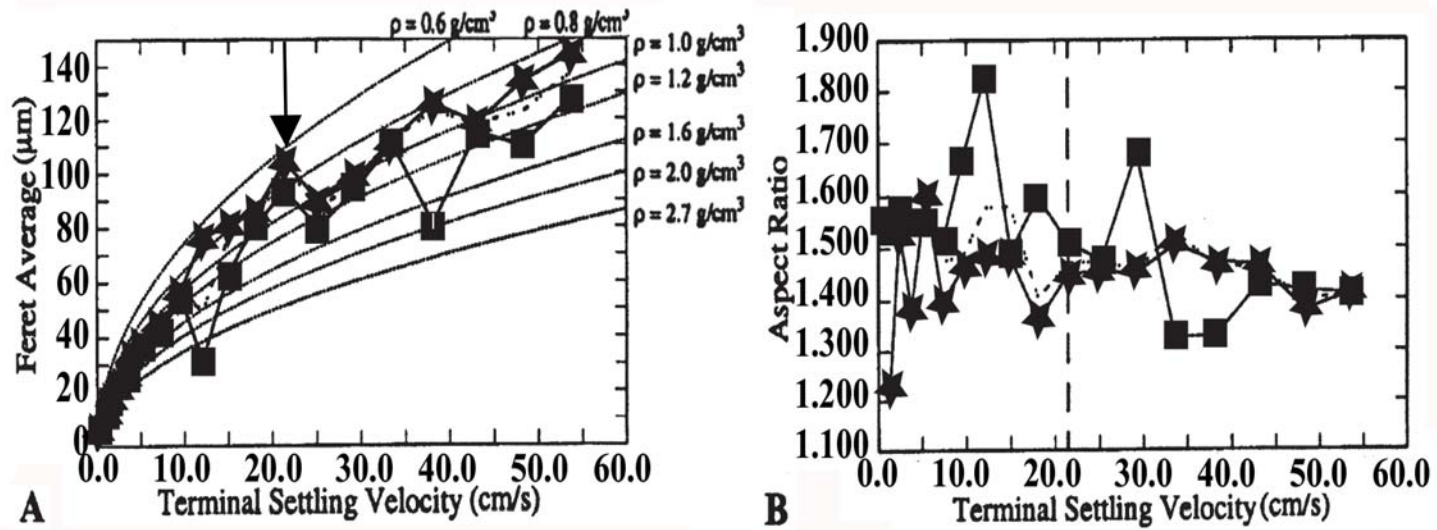 ρ = 0.6 g/cm³ ρ = 0.8 g/cm³
ρ = 1.0 g/cm³
ρ = 1.2 g/cm³
ρ = 1.6 g/cm³
ρ = 2.0 g/cm³
ρ = 2.7 g/cm³
140
120
100
80
60
40
20
0
Feret Average (µm)
0.0 10.0 20.0 30.0 40.0 50.0 60.0
Terminal Settling Velocity (cm/s)
A
1.900
1.800
1.700
1.600
1.500
1.400
1.300
1.200
1.100
Aspect Ratio
0.0 10.0 20.0 30.0 40.0 50.0 60.0
Terminal Settling Velocity (cm/s)
B